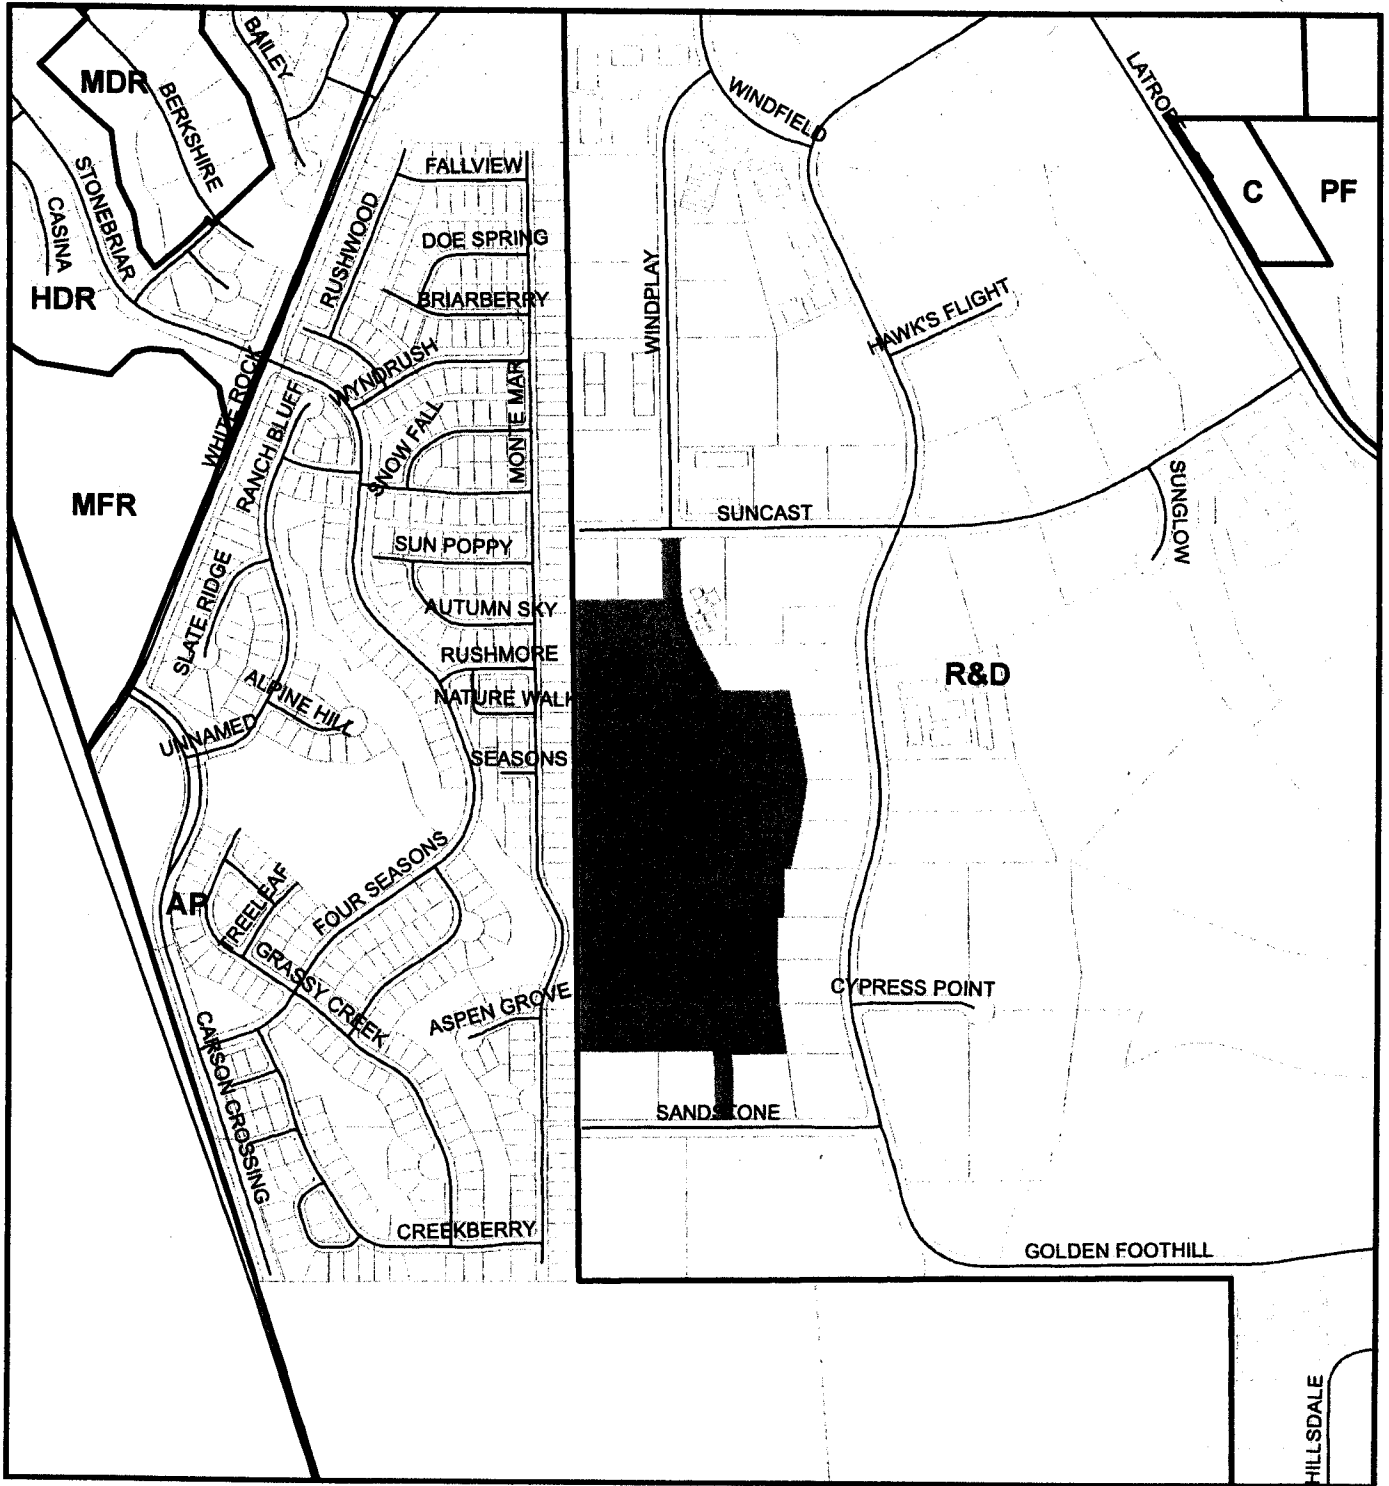 BAILEY
MDR
BERKSHIRE
STONEBRIAR
CASINA
HDR
WINDFIELD
LATROBE
C
PF
FALLVIEW
RUSHWOOD
DOE SPRING
BRIARBERRY
WINDPLAY
HAWK'S FLIGHT
WYNDRUSH
WHITE ROCK
RANCH BLUFF
SNOW FALL
MONTE MAR
MFR
SUNCAST
SUNGLOW
SUN POPPY
SLATE RIDGE
AUTUMN SKY
RUSHMORE
R&D
ALPINE HILL
NATURE WALK
UNNAMED
SEASONS
FOUR SEASONS
TREELEAF
AP
GRASSY CREEK
ASPEN GROVE
CYPRESS POINT
CARSON CROSSING
SANDSTONE
CREEKBERRY
GOLDEN FOOTHILL
HILLSDALE